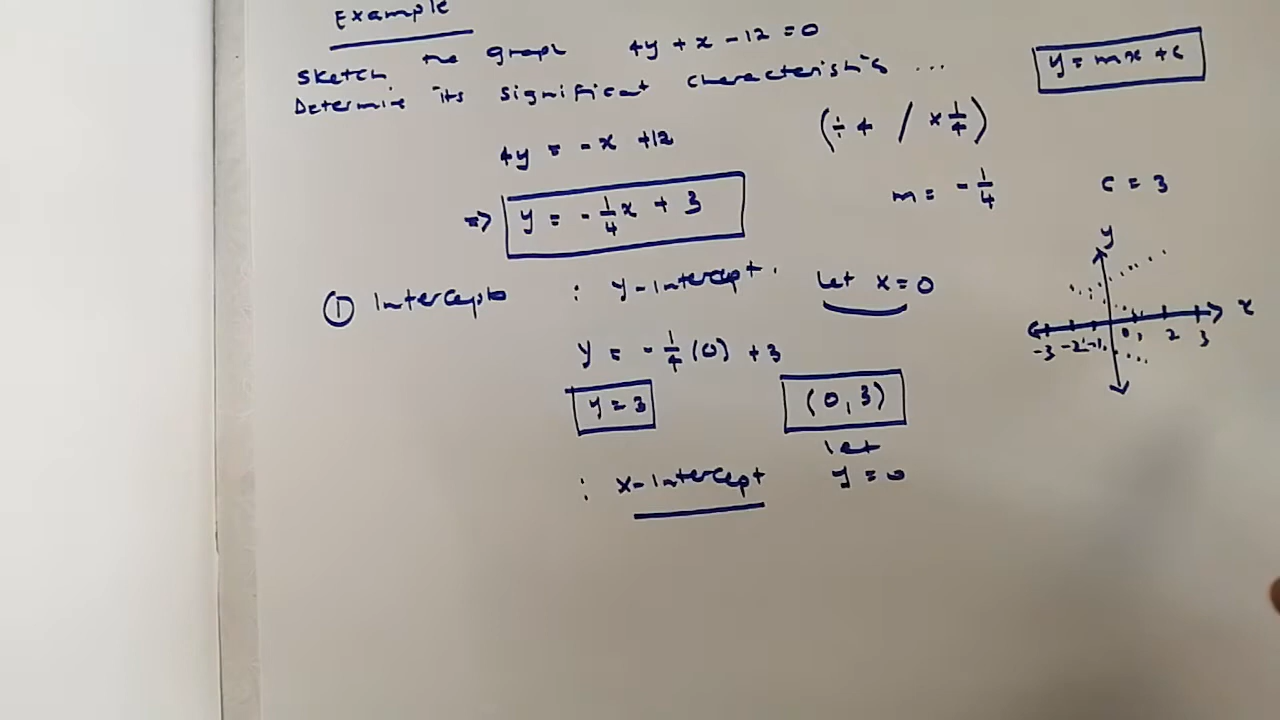 Example
Sketch the graph 4y + x - 12 = 0
Determine its significant characteristics ...
y = mx + c
4y = -x + 12 (÷ 4 / × 1/4)
⇒ y = -1/4 x + 3
m = -1/4 c = 3
① Intercepts : y-intercept. Let x = 0
y = -1/4 (0) + 3
y = 3 (0, 3)
: x-intercept let y = 0
y
x
-3 -2 -1 0 1 2 3